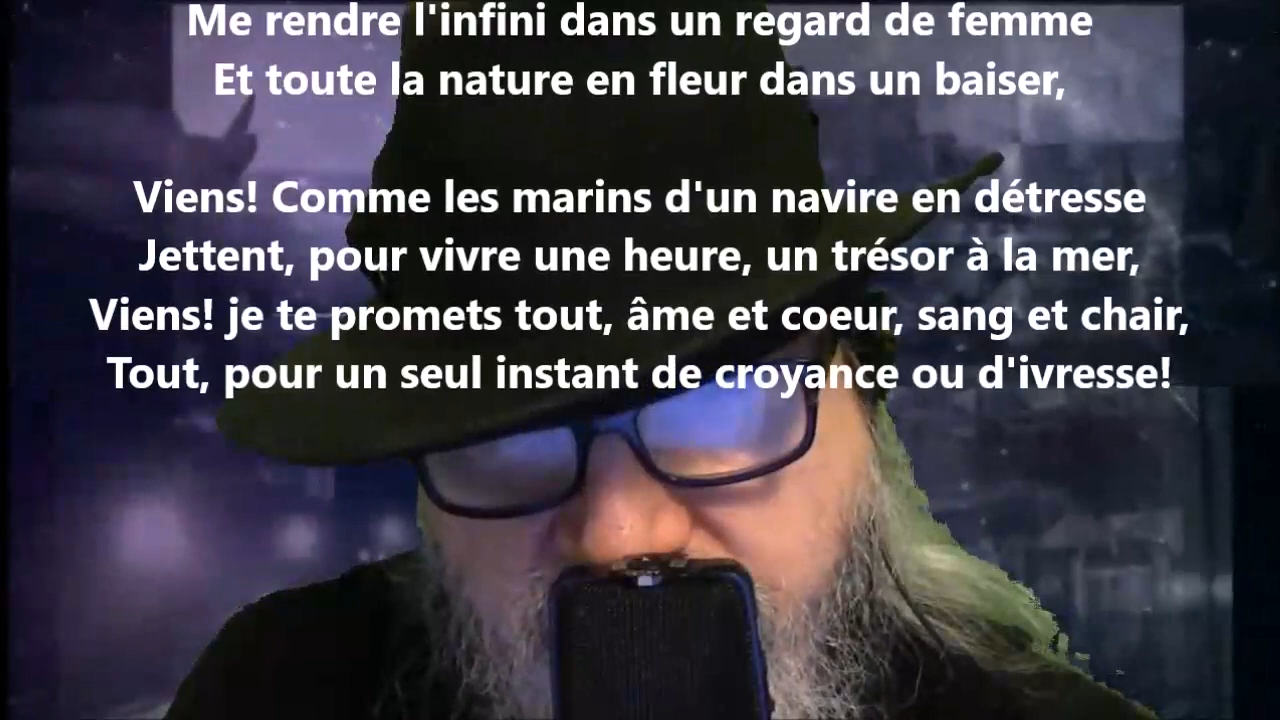 Me rendre l'infini dans un regard de femme
Et toute la nature en fleur dans un baiser,
Viens! Comme les marins d'un navire en détresse
Jettent, pour vivre une heure, un trésor à la mer,
Viens! je te promets tout, âme et coeur, sang et chair,
Tout, pour un seul instant de croyance ou d'ivresse!